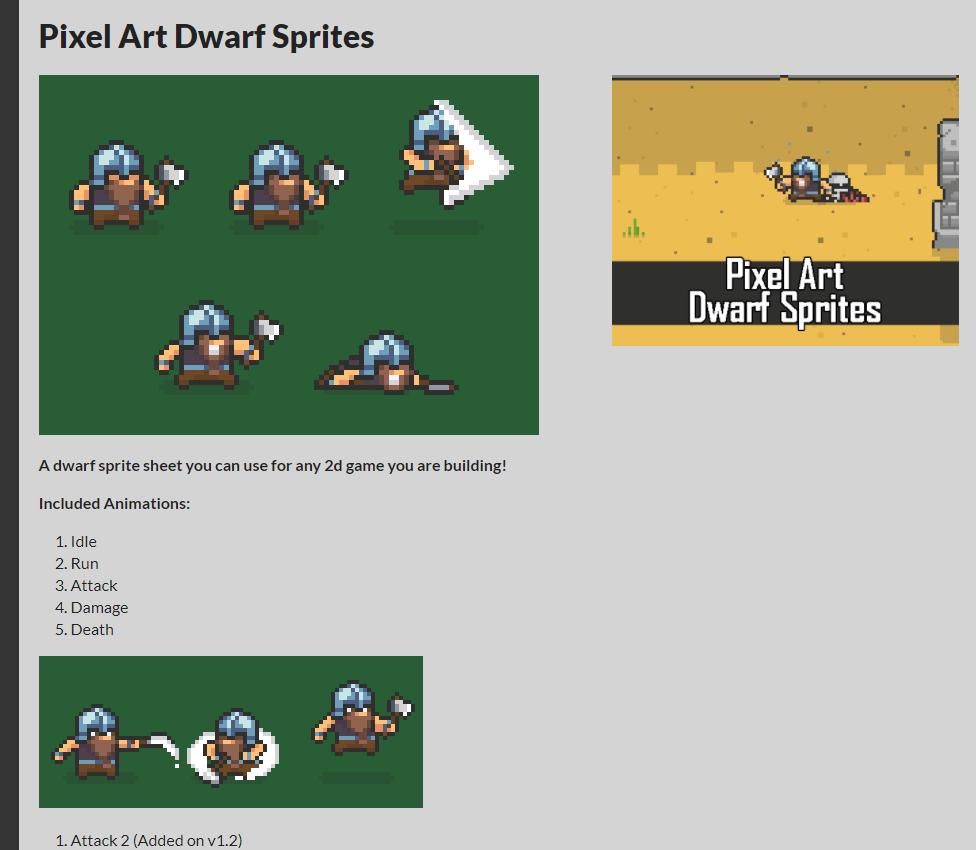 Pixel Art Dwarf Sprites
Pixel Art
Dwarf Sprites
A dwarf sprite sheet you can use for any 2d game you are building!
Included Animations:
1. Idle
2. Run
3. Attack
4. Damage
5. Death
1. Attack 2 (Added on v1.2)